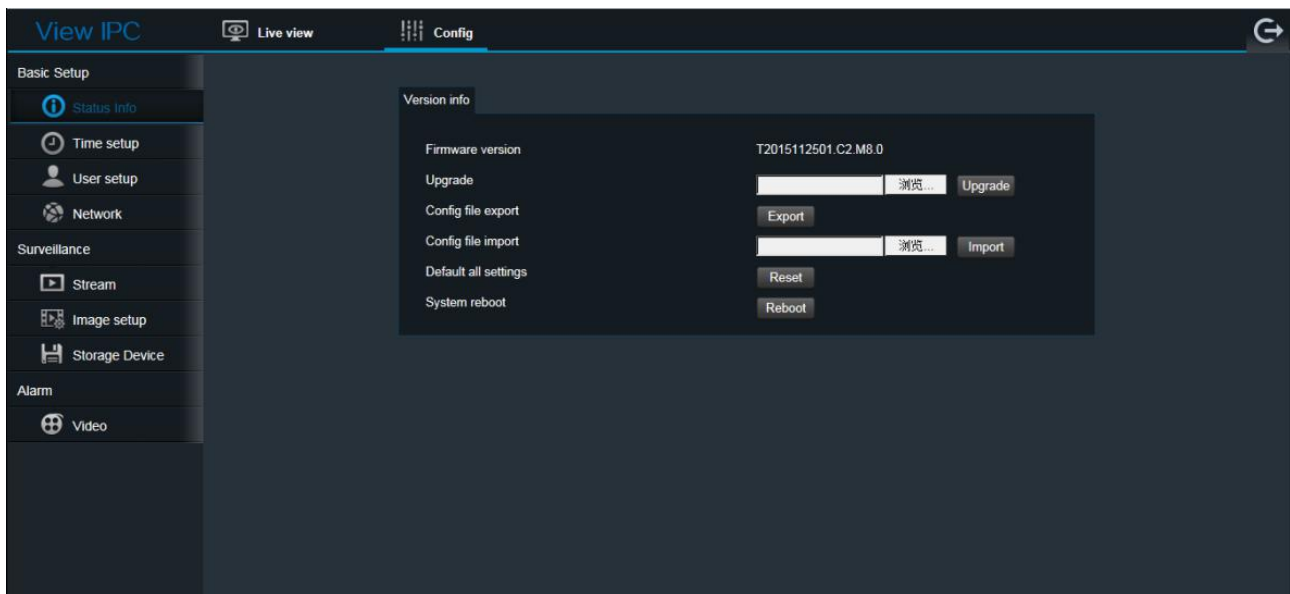 View IPC
Live view
Config
Basic Setup
Status Info
Time setup
User setup
Network
Surveillance
Stream
Image setup
Storage Device
Alarm
Video
Version info
Firmware version T2015112501.C2.M8.0
Upgrade 浏览... Upgrade
Config file export Export
Config file import 浏览... Import
Default all settings Reset
System reboot Reboot